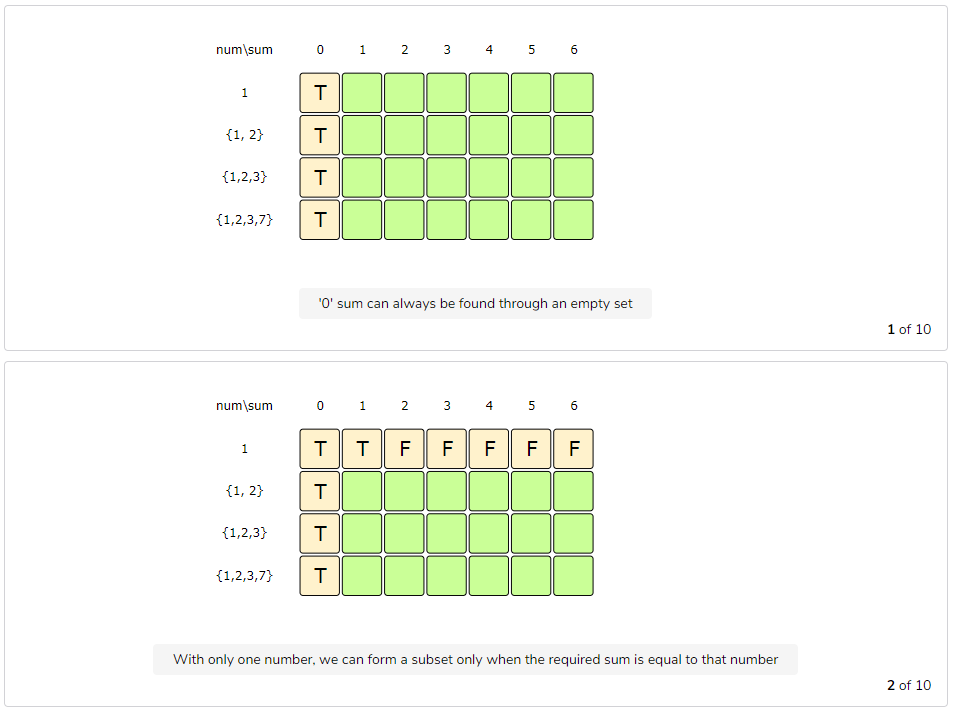 num\sum 0 1 2 3 4 5 6
1 T
{1, 2} T
{1,2,3} T
{1,2,3,7} T
'0' sum can always be found through an empty set
1 of 10
num\sum 0 1 2 3 4 5 6
1 T T F F F F F
{1, 2} T
{1,2,3} T
{1,2,3,7} T
With only one number, we can form a subset only when the required sum is equal to that number
2 of 10